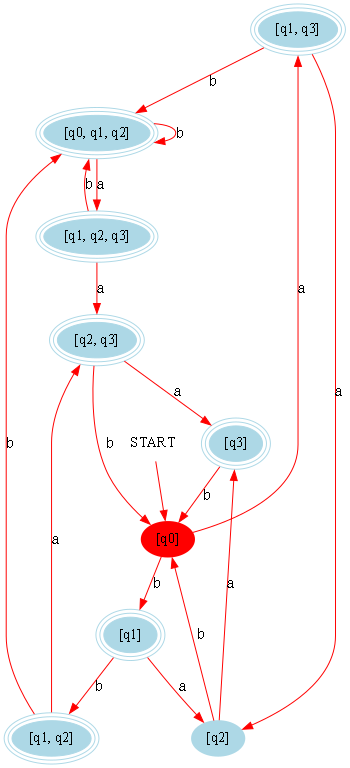 [q1, q3]
b
[q0, q1, q2]
b
b
a
[q1, q2, q3]
a
a
[q2, q3]
a
a
b
START
[q3]
b
b
[q0]
b
a
b
[q1]
b
a
[q1, q2]
[q2]